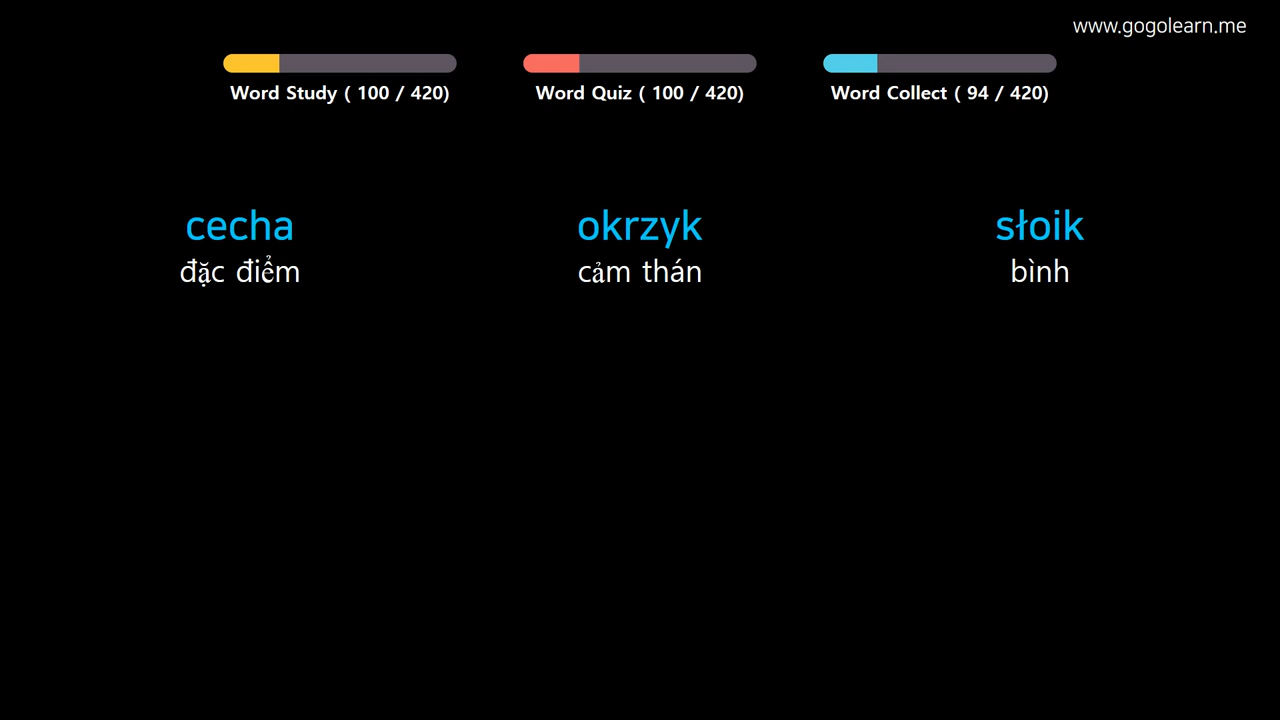 www.gogolearn.me
Word Study ( 100 / 420)
Word Quiz ( 100 / 420)
Word Collect ( 94 / 420)
cecha
đặc điểm
okrzyk
cảm thán
słoik
bình